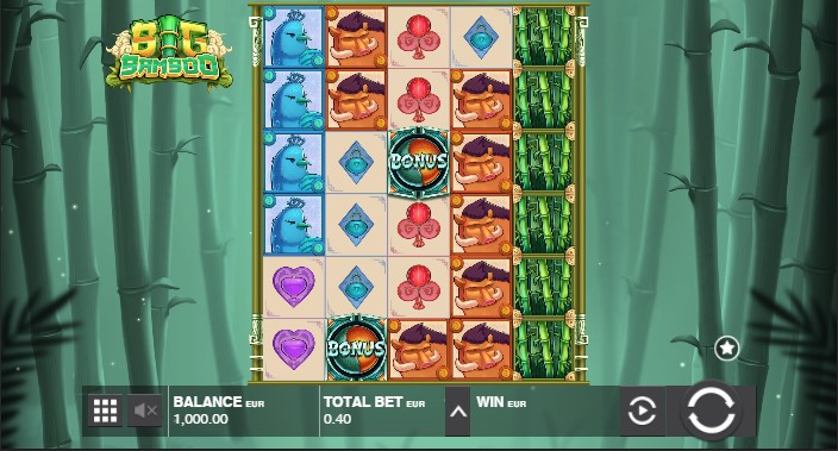 BIG
BAMBOO
BONUS
BONUS
BALANCE EUR
1,000.00
TOTAL BET EUR
0.40
WIN EUR